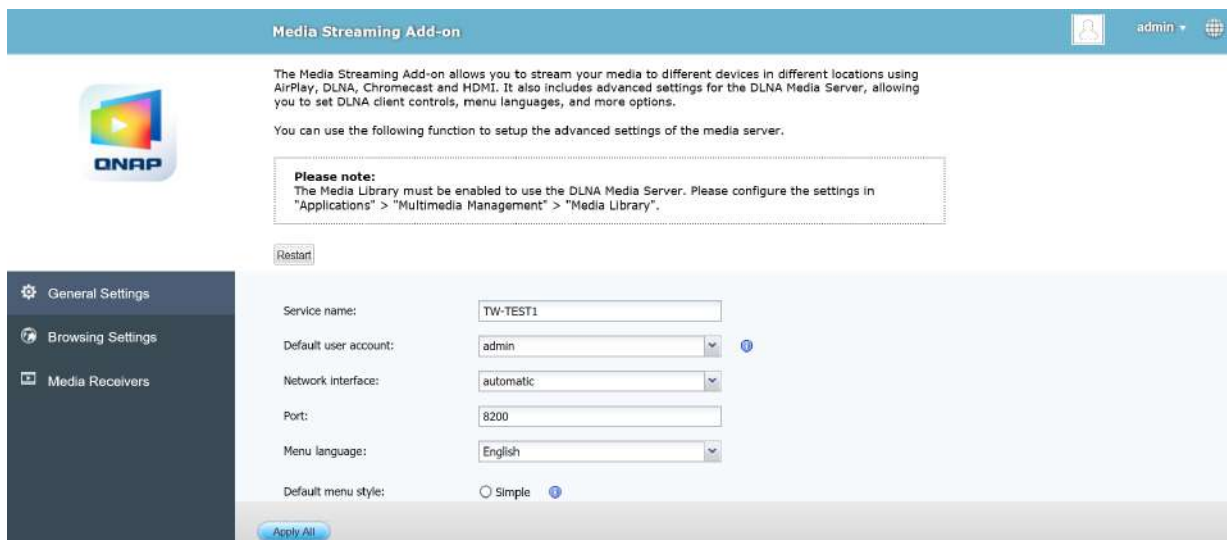 Media Streaming Add-on
admin
QNAP
The Media Streaming Add-on allows you to stream your media to different devices in different locations using
AirPlay, DLNA, Chromecast and HDMI. It also includes advanced settings for the DLNA Media Server, allowing
you to set DLNA client controls, menu languages, and more options.
You can use the following function to setup the advanced settings of the media server.
Please note:
The Media Library must be enabled to use the DLNA Media Server. Please configure the settings in
"Applications" > "Multimedia Management" > "Media Library".
Restart
General Settings
Browsing Settings
Media Receivers
Service name: TW-TEST1
Default user account: admin
Network interface: automatic
Port: 8200
Menu language: English
Default menu style: Simple
Apply All